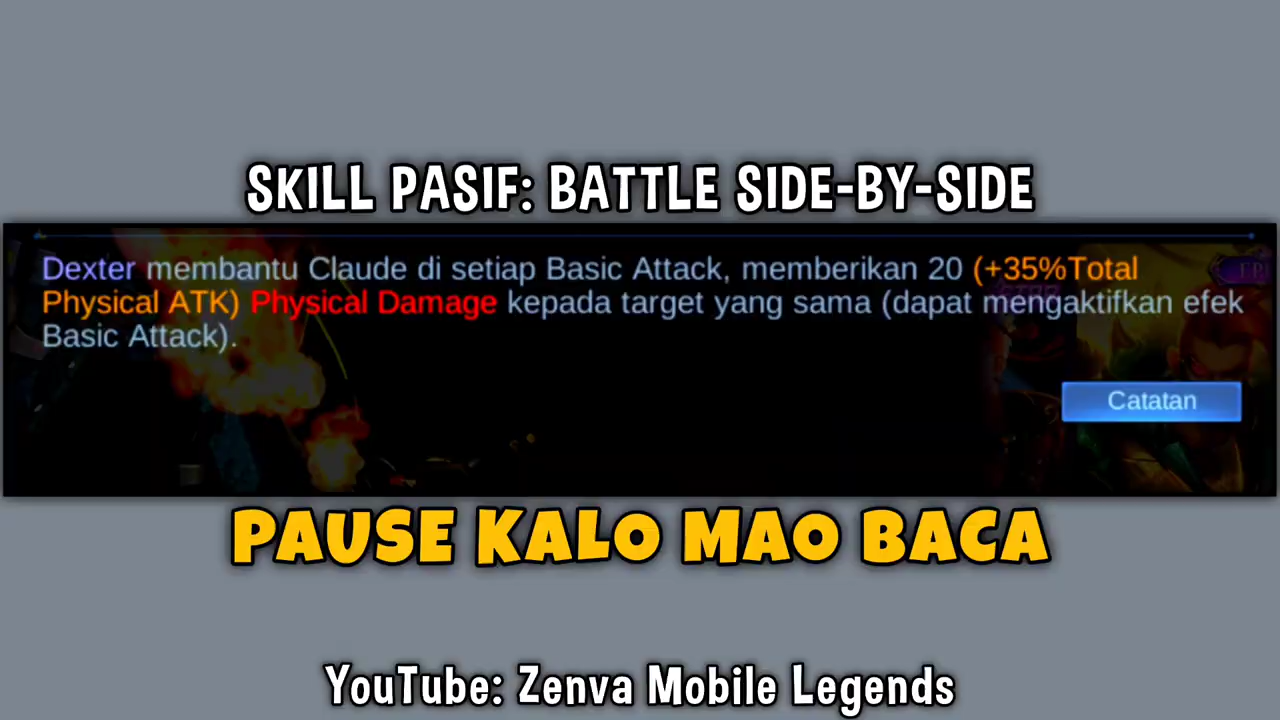 SKILL PASIF: BATTLE SIDE-BY-SIDE
Dexter membantu Claude di setiap Basic Attack, memberikan 20 (+35%Total
Physical ATK) Physical Damage kepada target yang sama (dapat mengaktifkan efek
Basic Attack).
Catatan
PAUSE KALO MAO BACA
YouTube: Zenva Mobile Legends